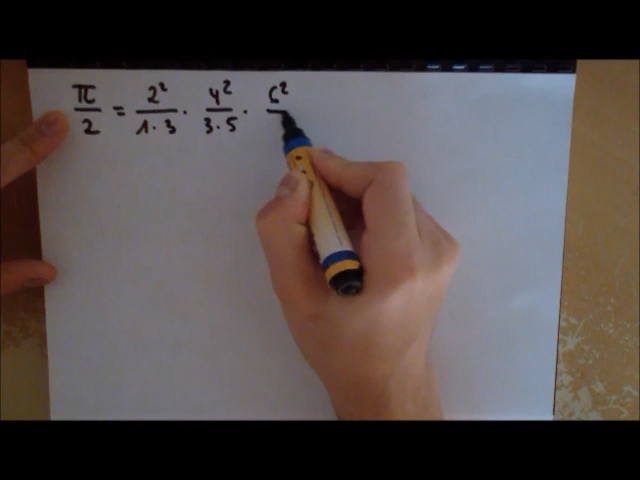 π/2 = 2²/1·3 · 4²/3·5 · 6²/